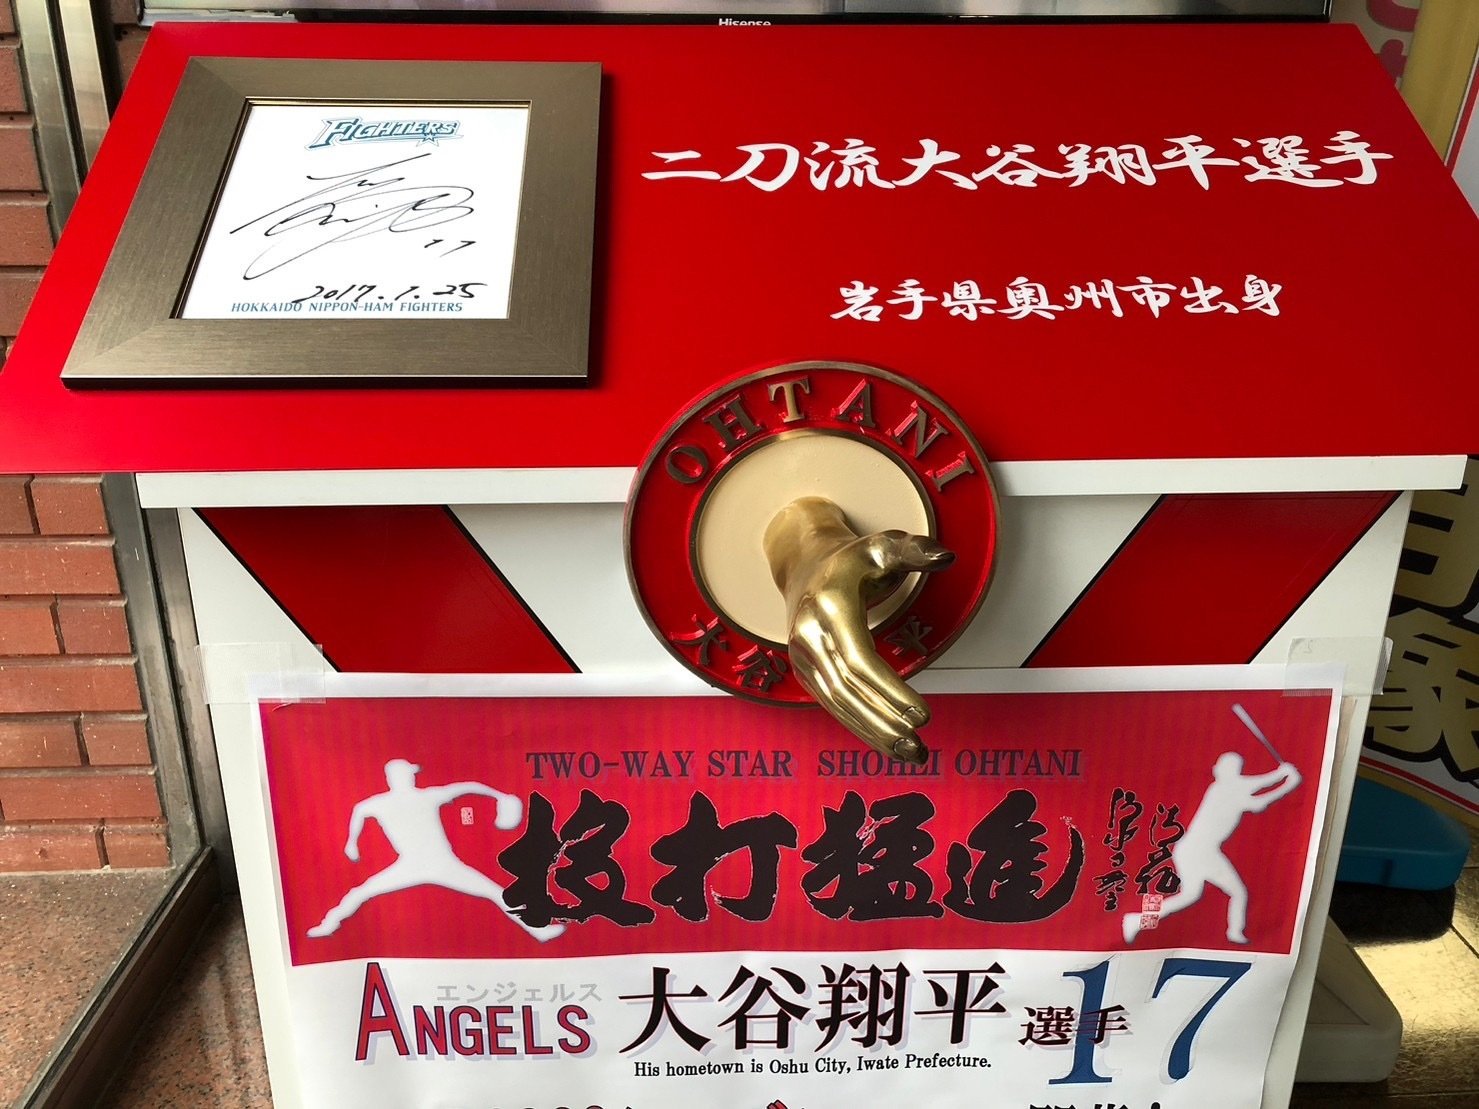 Hisense
FIGHTERS
2017.1.25
HOKKAIDO NIPPON-HAM FIGHTERS
二刀流大谷翔平選手
岩手県奥州市出身
OHTANI
大谷 平
TWO-WAY STAR SHOHEI OHTANI
投打猛進
エンジェルス
ANGELS 大谷翔平選手 17
His hometown is Oshu City, Iwate Prefecture.